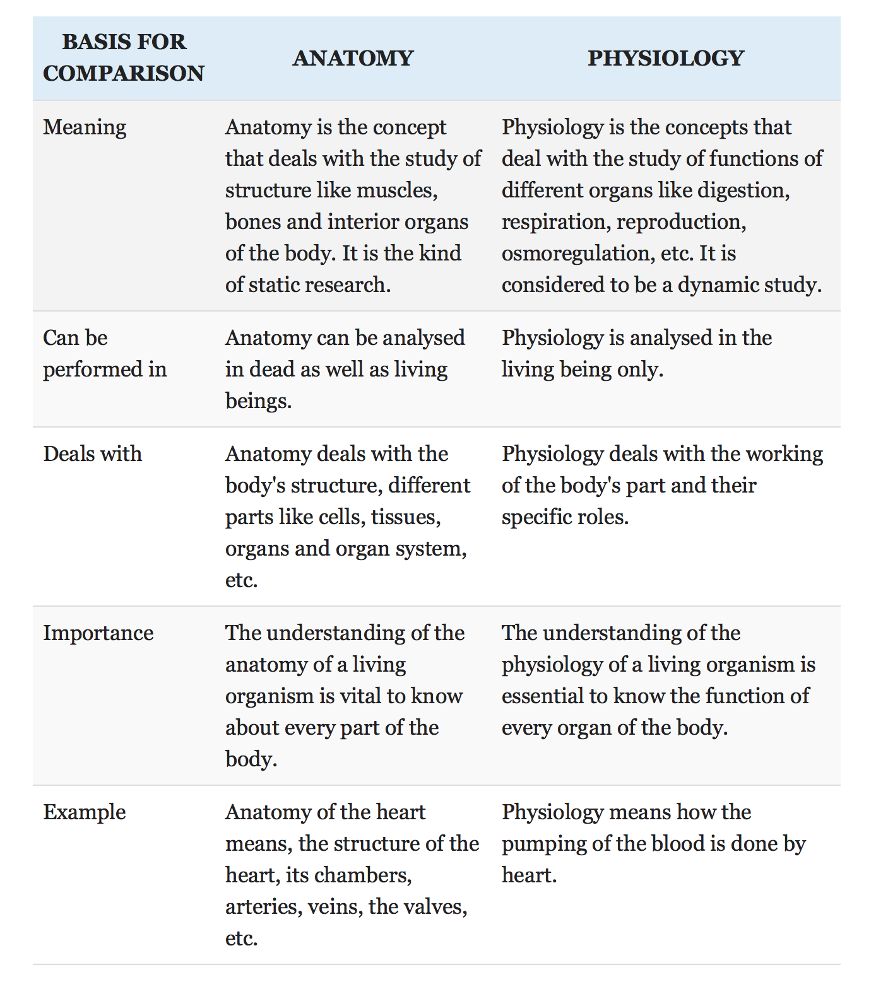 BASIS FOR
COMPARISON
ANATOMY
PHYSIOLOGY
Meaning
Anatomy is the concept
that deals with the study of
structure like muscles,
bones and interior organs
of the body. It is the kind
of static research.
Physiology is the concepts that
deal with the study of functions of
different organs like digestion,
respiration, reproduction,
osmoregulation, etc. It is
considered to be a dynamic study.
Can be
performed in
Anatomy can be analysed
in dead as well as living
beings.
Physiology is analysed in the
living being only.
Deals with
Anatomy deals with the
body's structure, different
parts like cells, tissues,
organs and organ system,
etc.
Physiology deals with the working
of the body's part and their
specific roles.
Importance
The understanding of the
anatomy of a living
organism is vital to know
about every part of the
body.
The understanding of the
physiology of a living organism is
essential to know the function of
every organ of the body.
Example
Anatomy of the heart
means, the structure of the
heart, its chambers,
arteries, veins, the valves,
etc.
Physiology means how the
pumping of the blood is done by
heart.